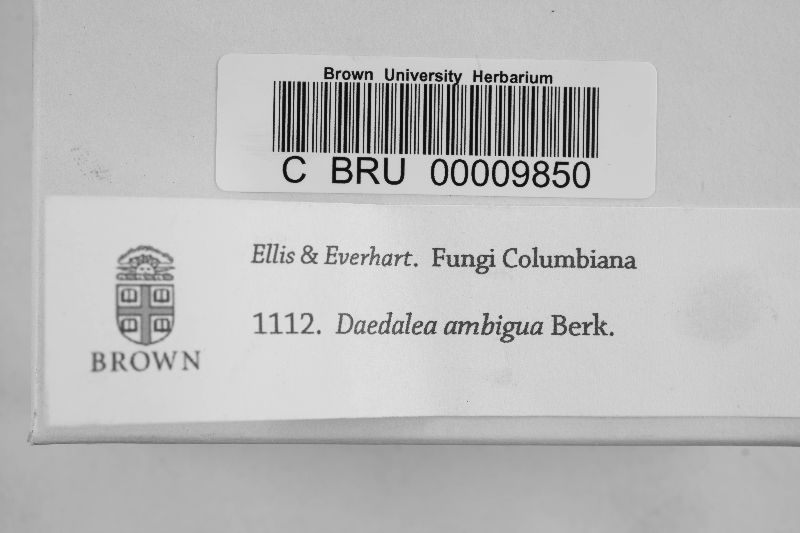 Brown University Herbarium
C BRU 00009850
Ellis & Everhart. Fungi Columbiana
1112. Daedalea ambigua Berk.
BROWN